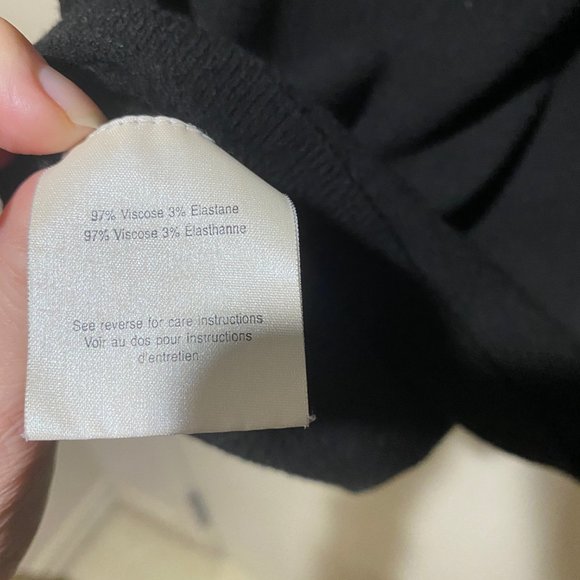 97% Viscose 3% Elastane
97% Viscose 3% Elasthanne
See reverse for care instructions
Voir au dos pour instructions
d'entretien